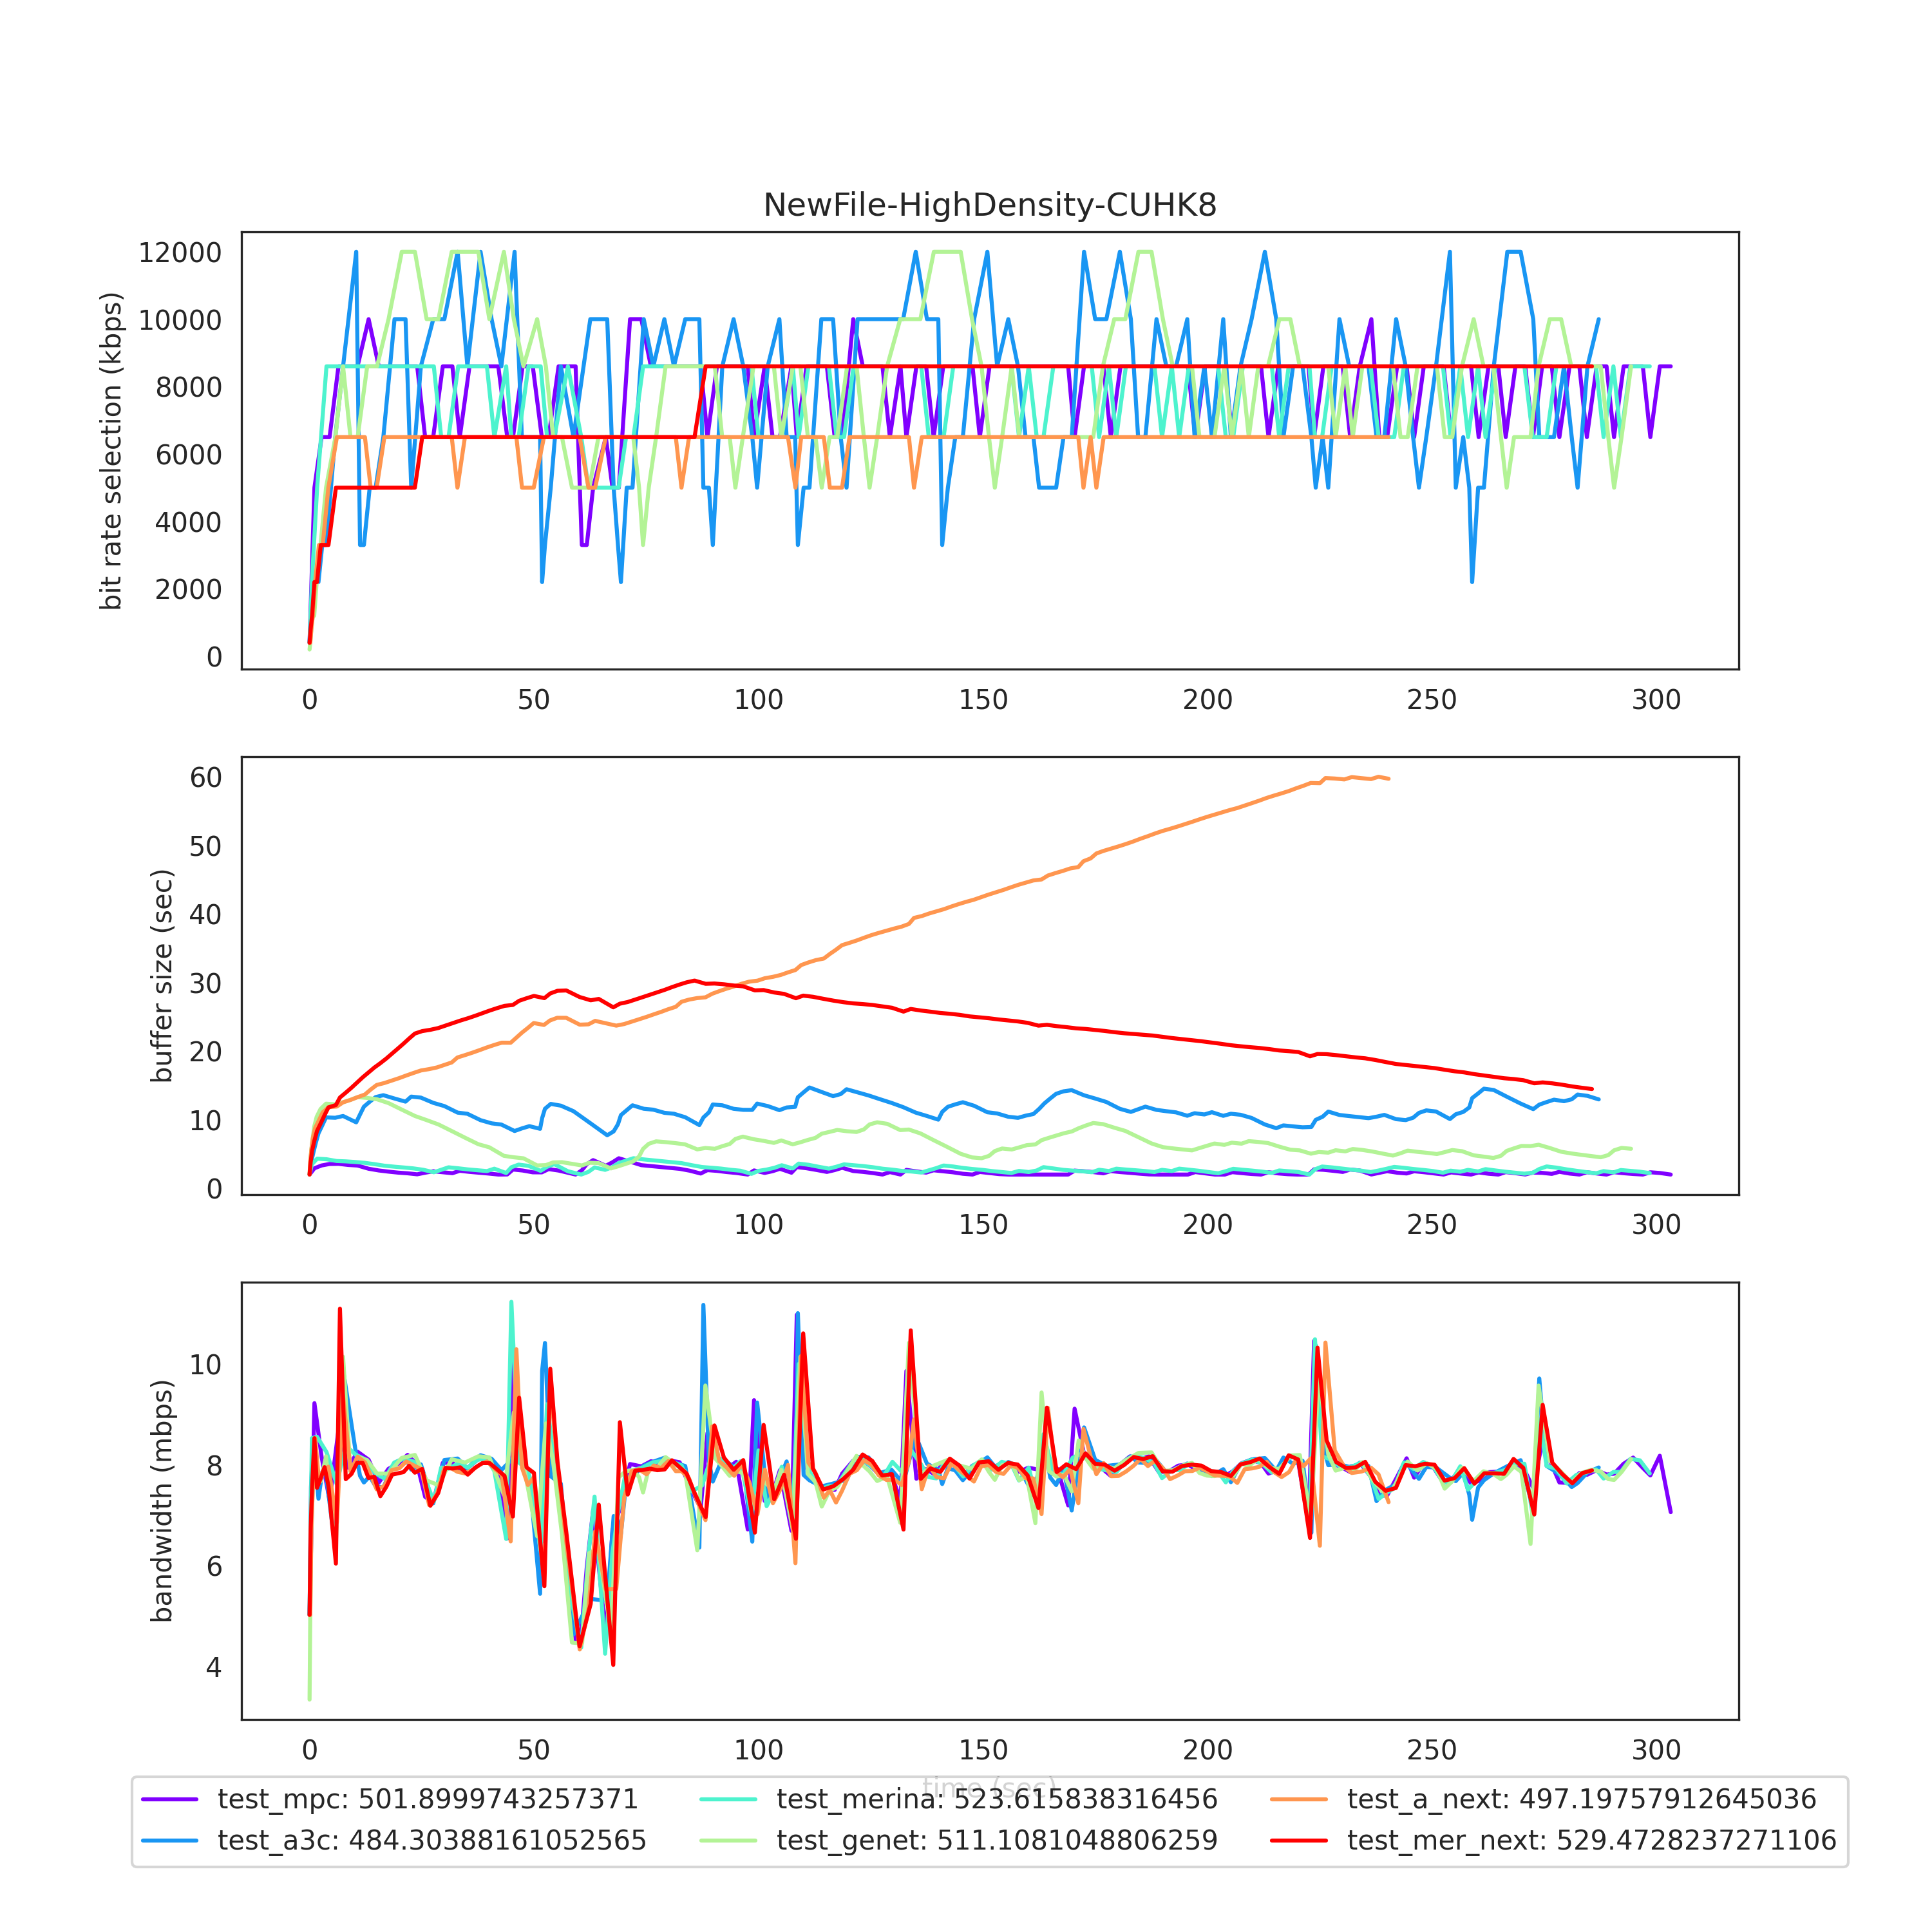 NewFile-HighDensity-CUHK8
bit rate selection (kbps)
12000
10000
8000
6000
4000
2000
0
0 50 100 150 200 250 300
buffer size (sec)
60
50
40
30
20
10
0
0 50 100 150 200 250 300
bandwidth (mbps)
10
8
6
4
0 50 100 150 200 250 300
time (sec)
test_mpc: 501.8999743257371
test_a3c: 484.30388161052565
test_merina: 523.615838316456
test_genet: 511.1081048806259
test_a_next: 497.19757912645036
test_mer_next: 529.4728237271106